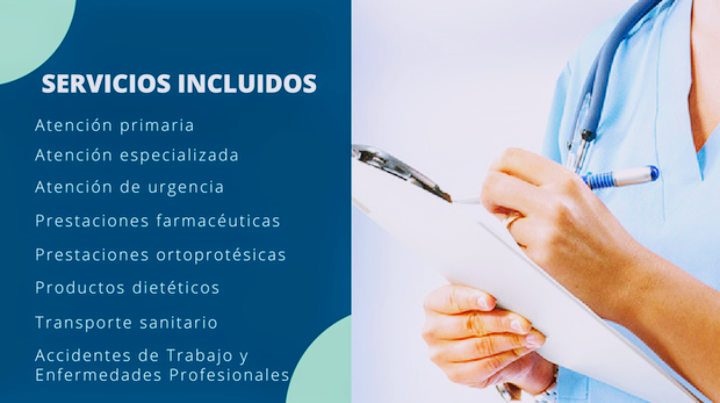 SERVICIOS INCLUIDOS
Atención primaria
Atención especializada
Atención de urgencia
Prestaciones farmacéuticas
Prestaciones ortoprotésicas
Productos dietéticos
Transporte sanitario
Accidentes de Trabajo y
Enfermedades Profesionales